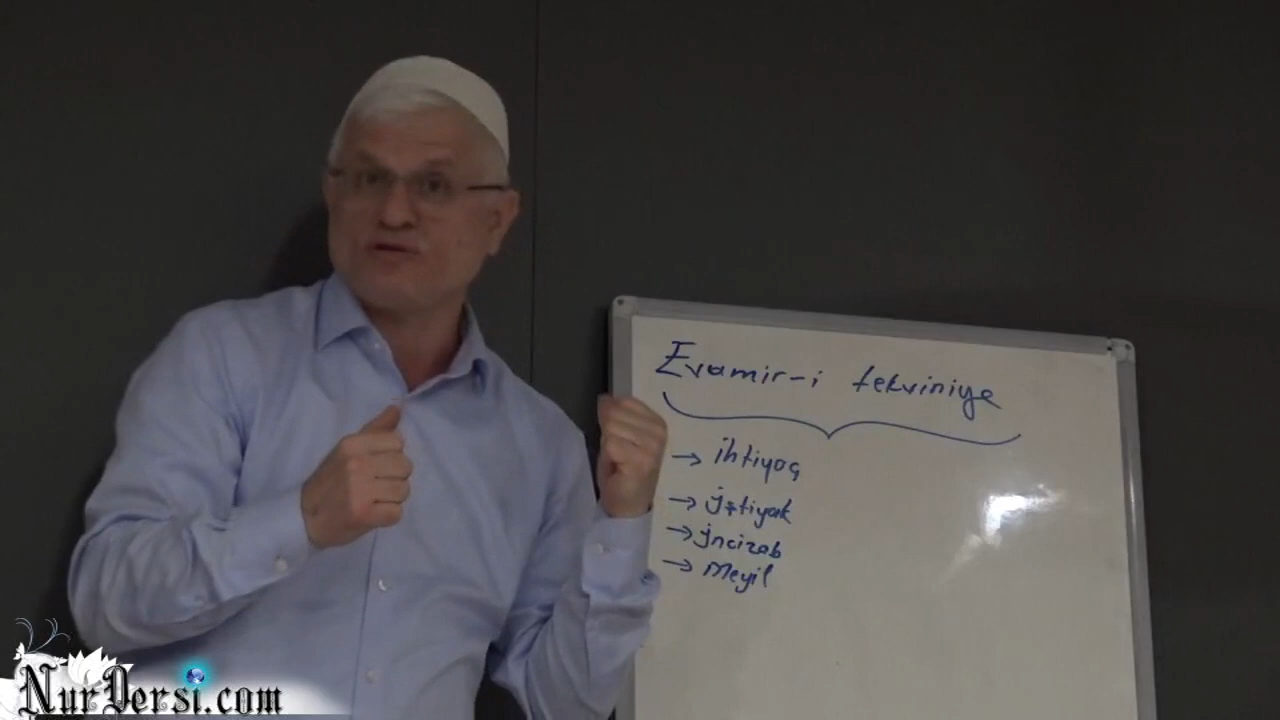 Evamir-i tekviniye
→ ihtiyaç
→ İştiyak
→ İncizab
→ Meyil
NurDersi.com